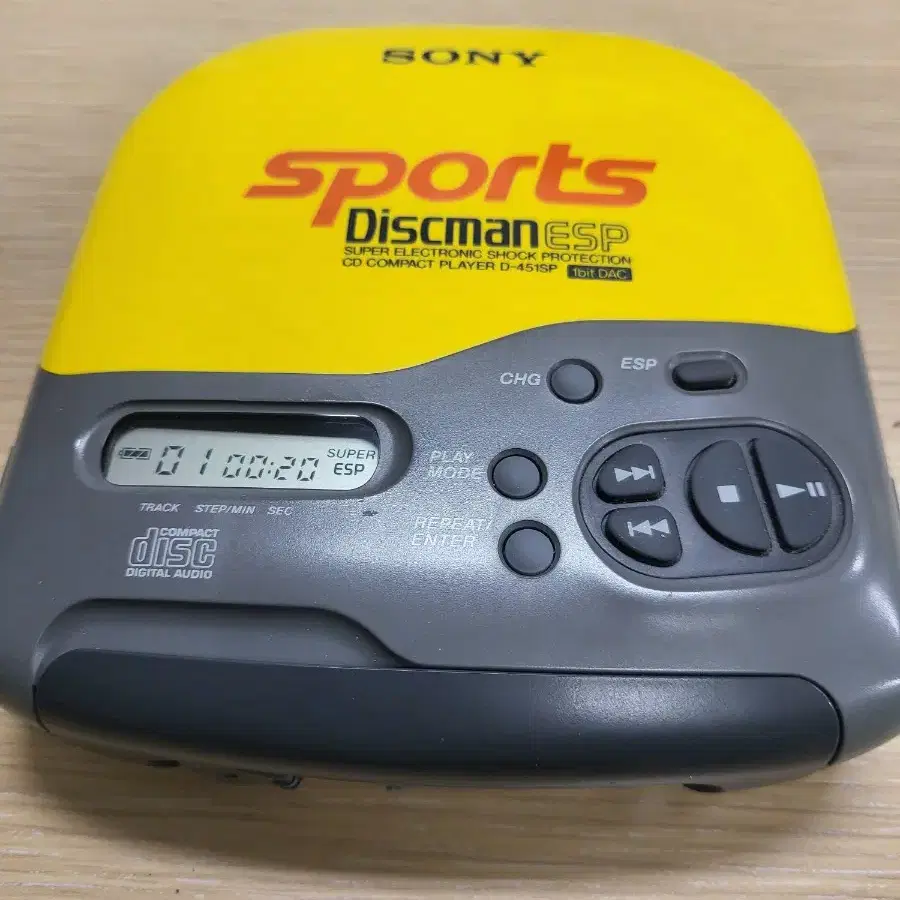 SONY
sports
Discman ESP
SUPER ELECTRONIC SHOCK PROTECTION
CD COMPACT PLAYER D-451SP 1bit DAC
CHG
ESP
01 00:20
SUPER
ESP
PLAY
MODE
TRACK STEP/MIN SEC
REPEAT/
ENTER
COMPACT
disc
DIGITAL AUDIO